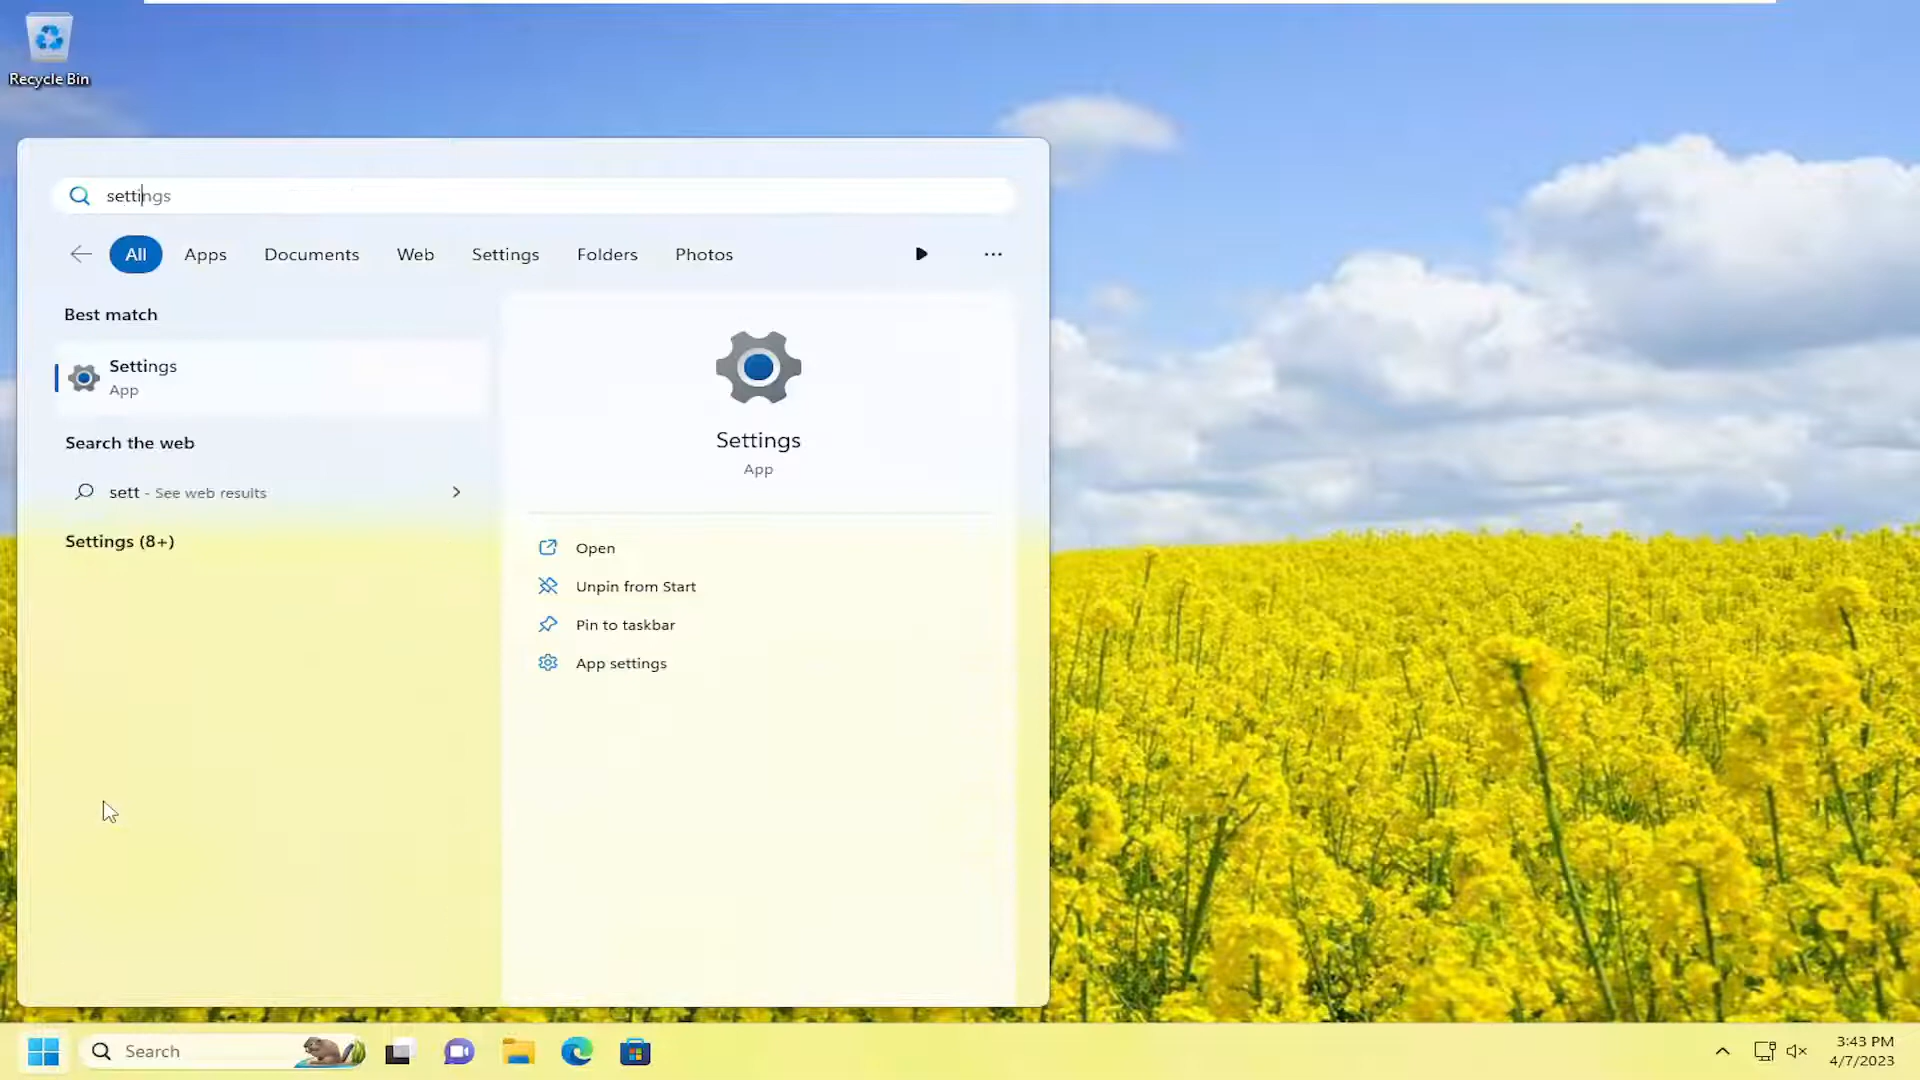 Recycle Bin
settings
All Apps Documents Web Settings Folders Photos
Best match
Settings
App
Search the web
sett - See web results
Settings (8+)
Settings
App
Open
Unpin from Start
Pin to taskbar
App settings
Search
3:43 PM
4/7/2023